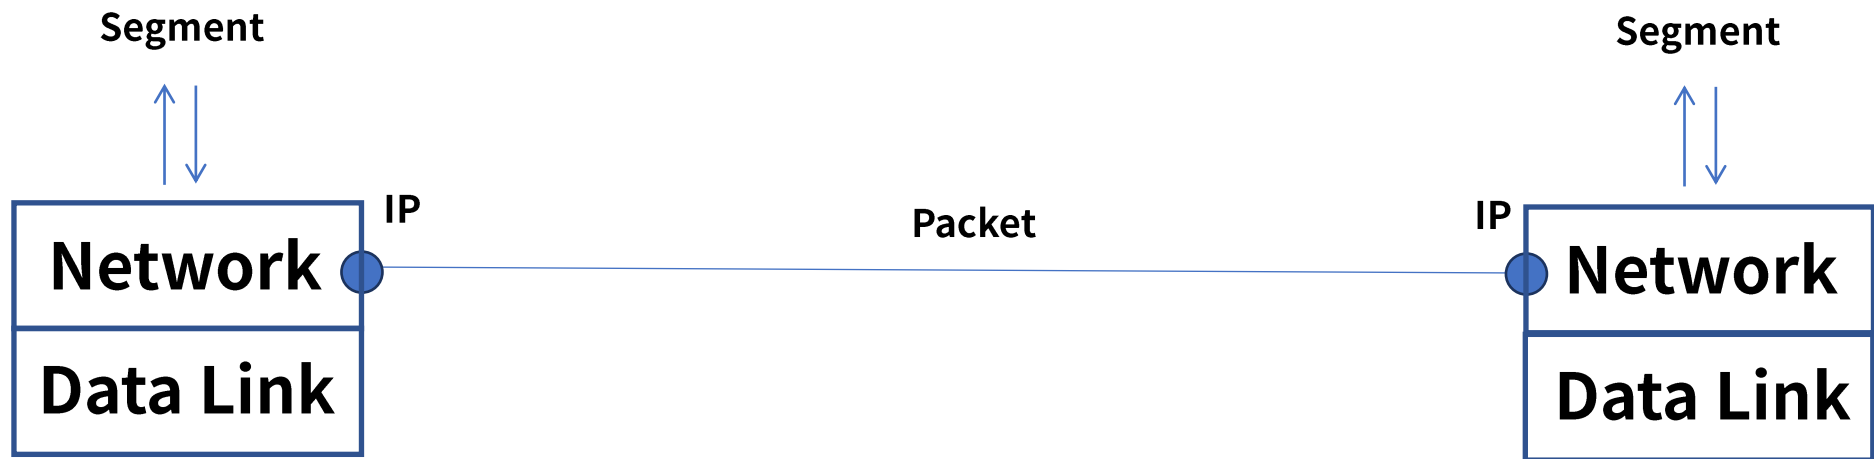 Segment
Segment
IP
Packet
IP
Network
Network
Data Link
Data Link